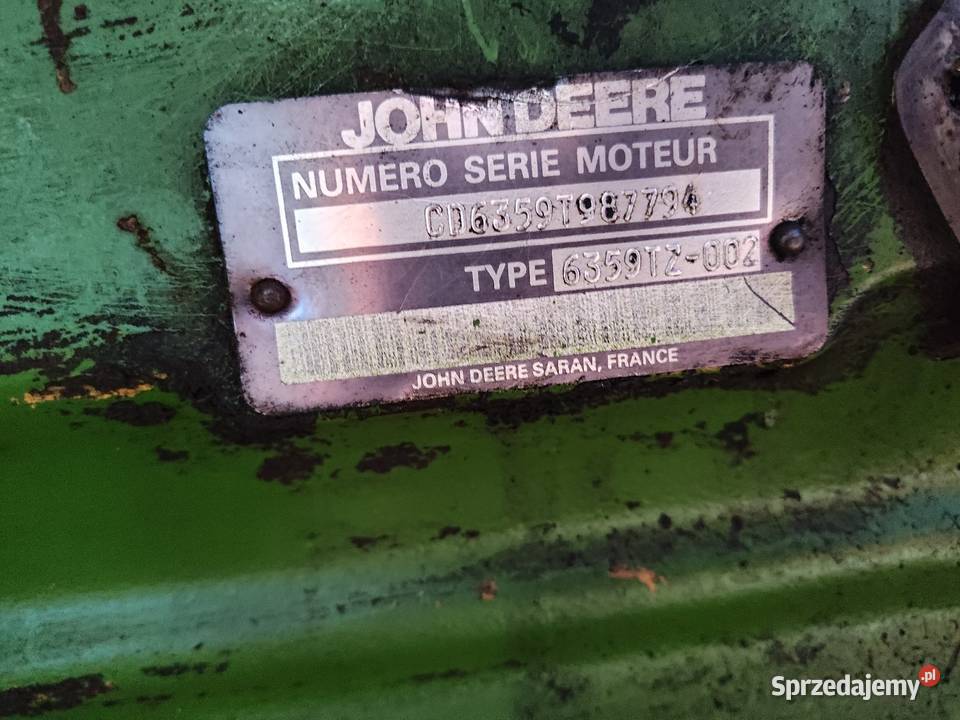 JOHN DEERE
NUMERO SERIE MOTEUR
CD6359T987794
TYPE 6359TZ-002
JOHN DEERE SARAN, FRANCE
Sprzedajemy.pl